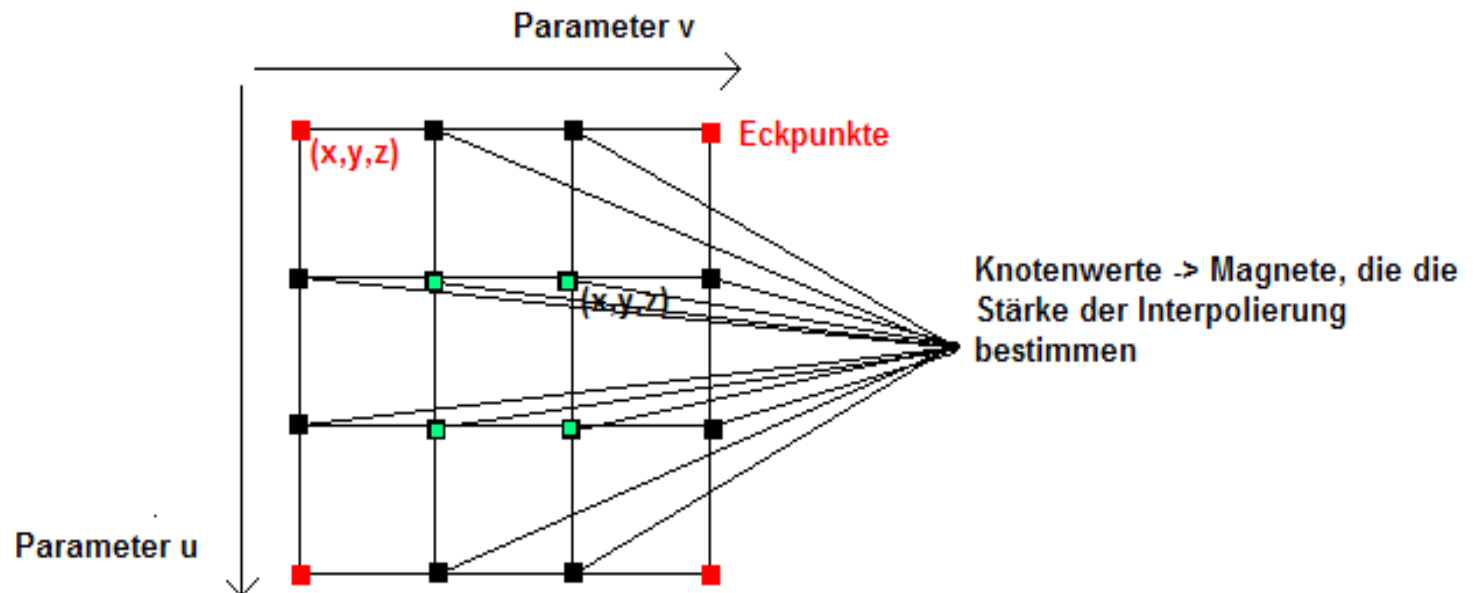 Parameter v
Eckpunkte
(x,y,z)
Knotenwerte -> Magnete, die die
Stärke der Interpolierung
bestimmen
(x,y,z)
Parameter u